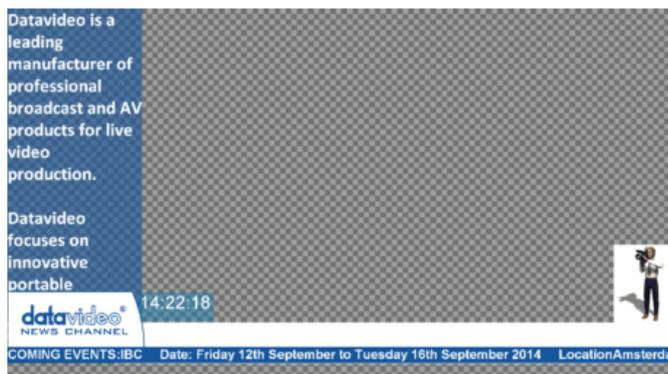 Datavideo is a
leading
manufacturer of
professional
broadcast and AV
products for live
video
production.
Datavideo
focuses on
innovative
portable
datavideo®
NEWS CHANNEL
14:22:18
COMING EVENTS:IBC Date: Friday 12th September to Tuesday 16th September 2014 LocationAmsterda